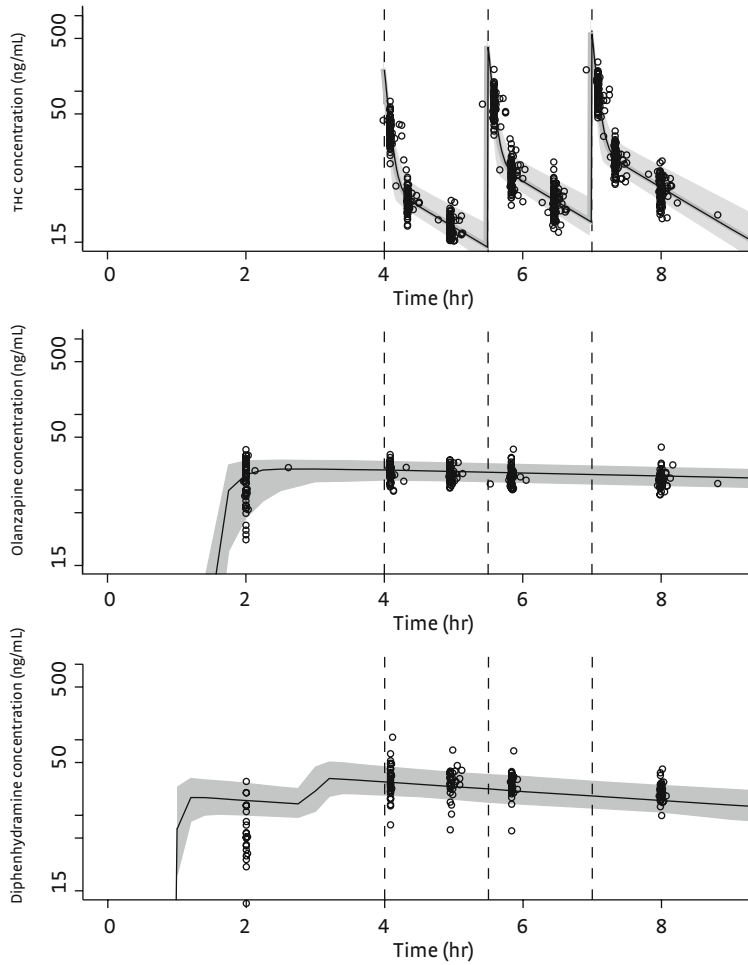 THC concentration (ng/mL)
500
50
15
0 2 4 6 8
Time (hr)
Olanzapine concentration (ng/mL)
500
50
15
0 2 4 6 8
Time (hr)
Diphenhydramine concentration (ng/mL)
500
50
15
0 2 4 6 8
Time (hr)